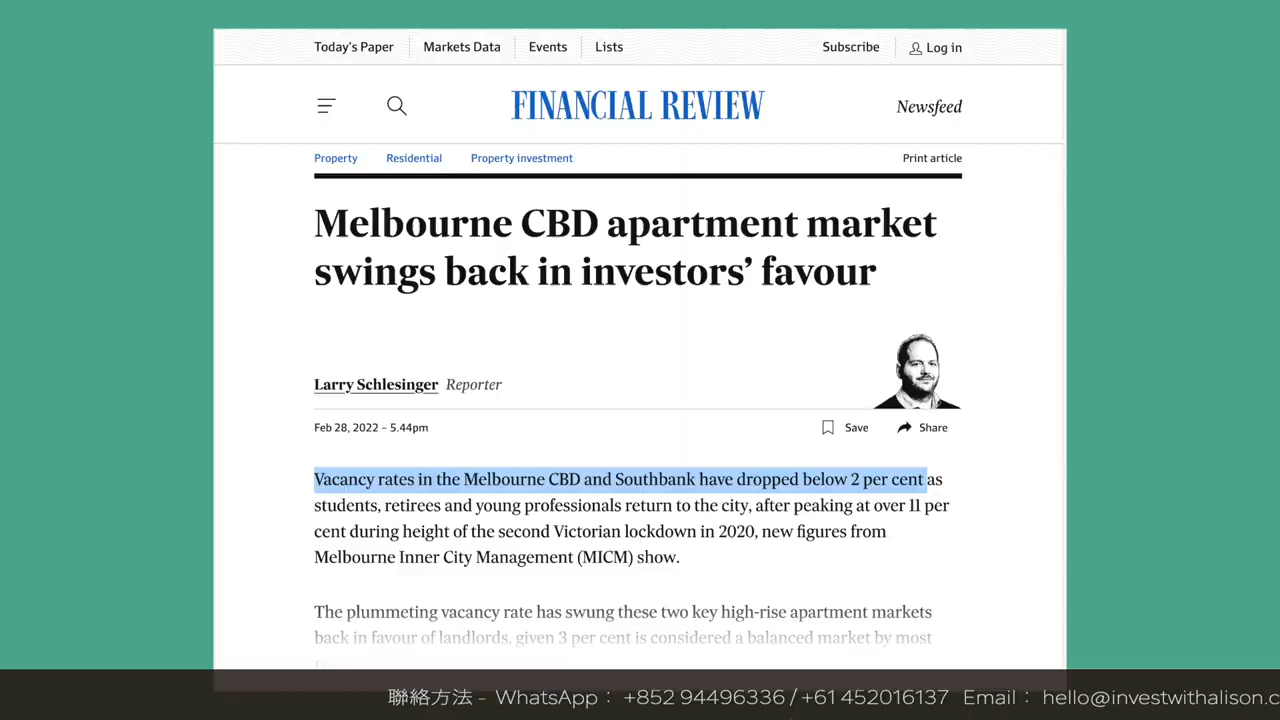 Today's Paper Markets Data Events Lists Subscribe Log in
FINANCIAL REVIEW Newsfeed
Property Residential Property investment Print article
Melbourne CBD apartment market
swings back in investors' favour
Larry Schlesinger Reporter
Feb 28, 2022 – 5.44pm Save Share
Vacancy rates in the Melbourne CBD and Southbank have dropped below 2 per cent as
students, retirees and young professionals return to the city, after peaking at over 11 per
cent during height of the second Victorian lockdown in 2020, new figures from
Melbourne Inner City Management (MICM) show.
The plummeting vacancy rate has swung these two key high-rise apartment markets
back in favour of landlords, given 3 per cent is considered a balanced market by most
聯絡方法 - WhatsApp： +852 94496336 / +61 452016137 Email： hello@investwithalison.c